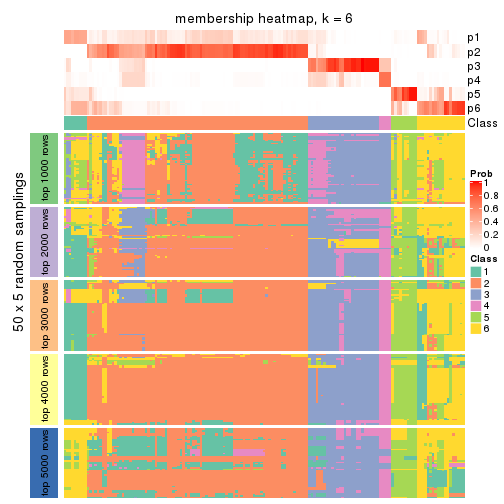 membership heatmap, k = 6
p1
p2
p3
p4
p5
p6
Class
50 x 5 random samplings
top 1000 rows
top 2000 rows
top 3000 rows
top 4000 rows
top 5000 rows
Prob
1
0.8
0.6
0.4
0.2
0
Class
1
2
3
4
5
6